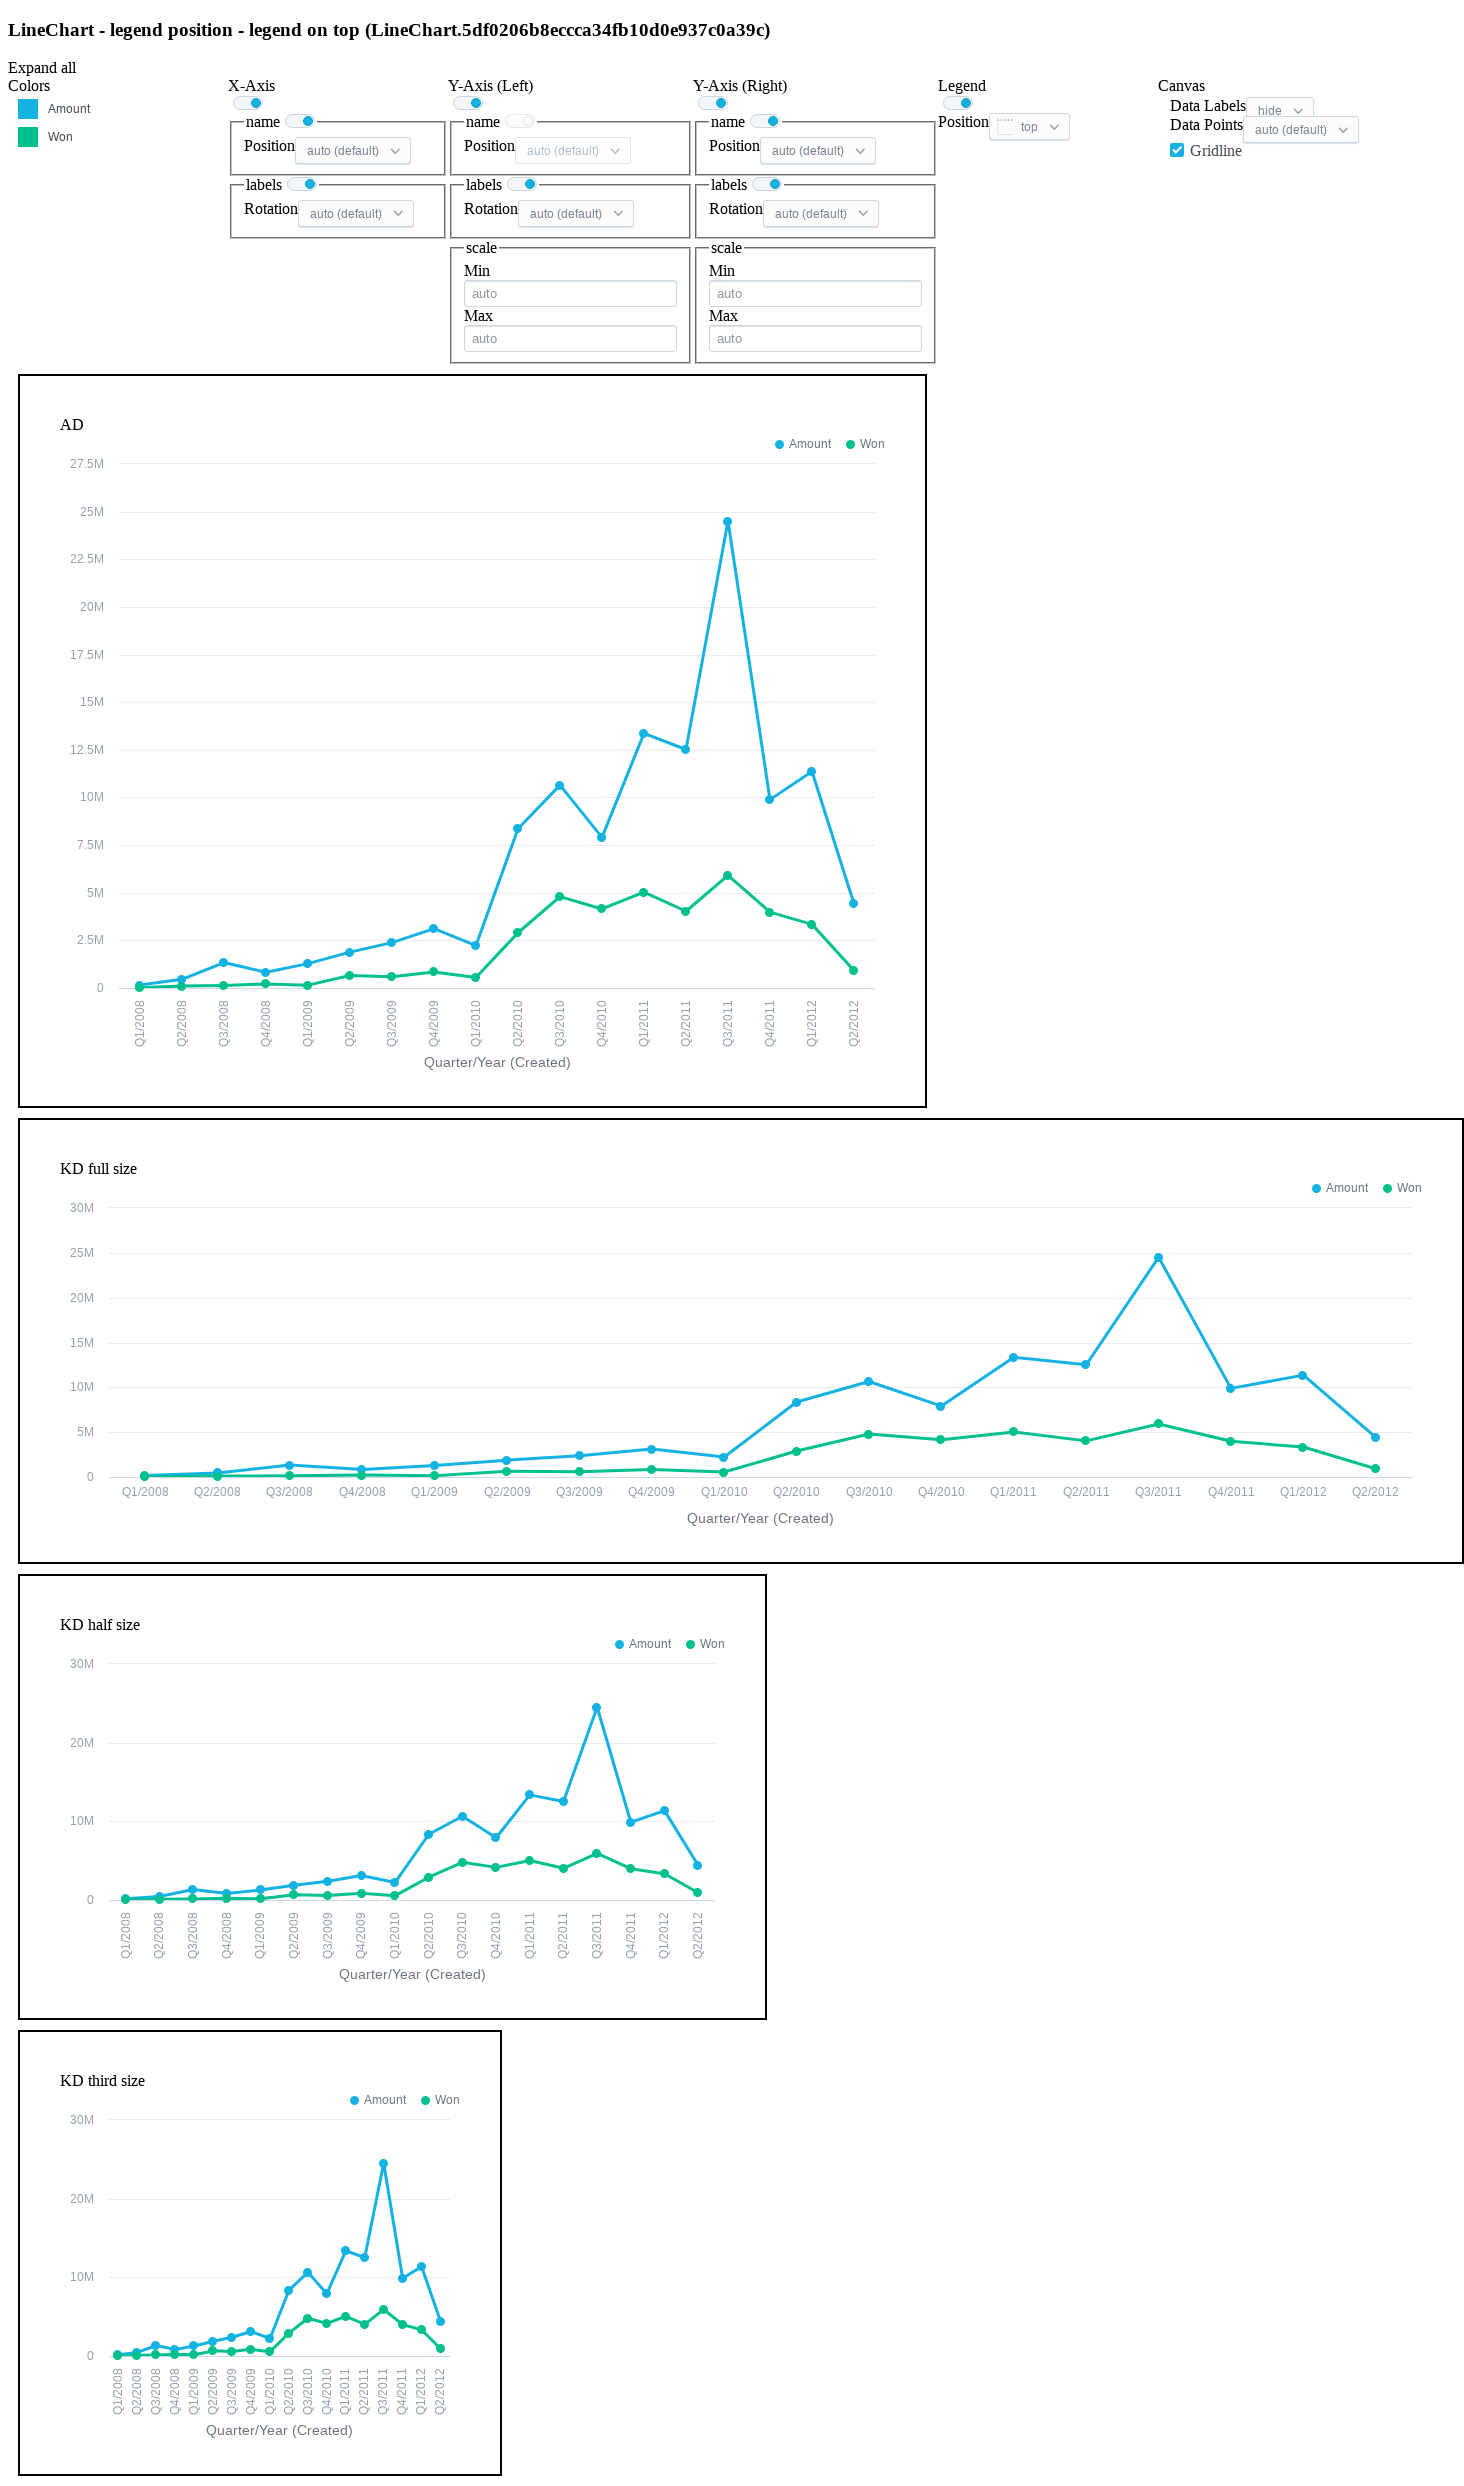 LineChart - legend position - legend on top (LineChart.5df0206b8eccca34fb10d0e937c0a39c)
Expand all
Colors
Amount
Won
X-Axis
name
Position auto (default)
labels
Rotation auto (default)
Y-Axis (Left)
name
Position auto (default)
labels
Rotation auto (default)
scale
Min
auto
Max
auto
Y-Axis (Right)
name
Position auto (default)
labels
Rotation auto (default)
scale
Min
auto
Max
auto
Legend
Position top
Canvas
Data Labels hide
Data Points auto (default)
Gridline
AD
Amount Won
27.5M
25M
22.5M
20M
17.5M
15M
12.5M
10M
7.5M
5M
2.5M
0
Q1/2008 Q2/2008 Q3/2008 Q4/2008 Q1/2009 Q2/2009 Q3/2009 Q4/2009 Q1/2010 Q2/2010 Q3/2010 Q4/2010 Q1/2011 Q2/2011 Q3/2011 Q4/2011 Q1/2012 Q2/2012
Quarter/Year (Created)
KD full size
Amount Won
30M
25M
20M
15M
10M
5M
0
Q1/2008 Q2/2008 Q3/2008 Q4/2008 Q1/2009 Q2/2009 Q3/2009 Q4/2009 Q1/2010 Q2/2010 Q3/2010 Q4/2010 Q1/2011 Q2/2011 Q3/2011 Q4/2011 Q1/2012 Q2/2012
Quarter/Year (Created)
KD half size
Amount Won
30M
20M
10M
0
Q1/2008 Q2/2008 Q3/2008 Q4/2008 Q1/2009 Q2/2009 Q3/2009 Q4/2009 Q1/2010 Q2/2010 Q3/2010 Q4/2010 Q1/2011 Q2/2011 Q3/2011 Q4/2011 Q1/2012 Q2/2012
Quarter/Year (Created)
KD third size
Amount Won
30M
20M
10M
0
Q1/2008 Q2/2008 Q3/2008 Q4/2008 Q1/2009 Q2/2009 Q3/2009 Q4/2009 Q1/2010 Q2/2010 Q3/2010 Q4/2010 Q1/2011 Q2/2011 Q3/2011 Q4/2011 Q1/2012 Q2/2012
Quarter/Year (Created)